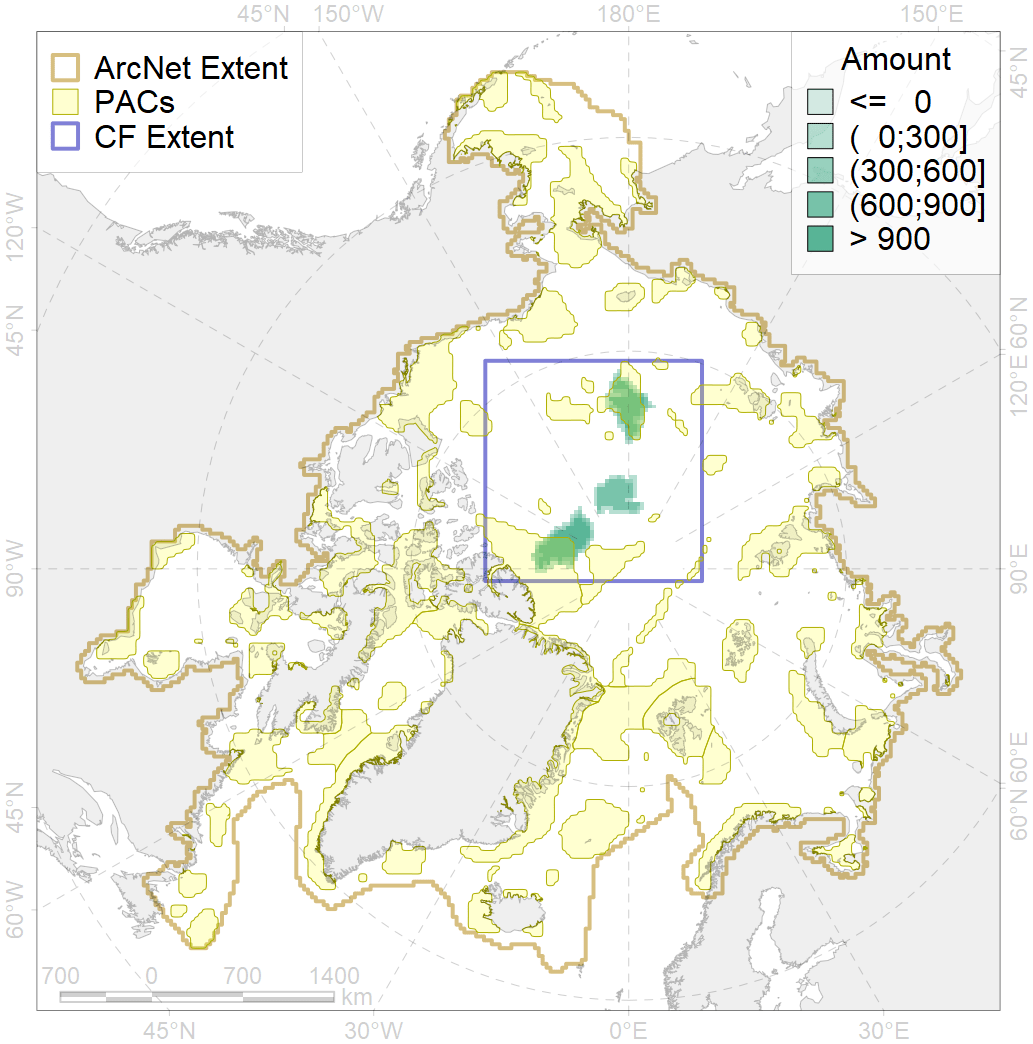 45°N 150°W 180°E 150°E
ArcNet Extent
PACs
CF Extent
Amount
<= 0
( 0;300]
(300;600]
(600;900]
> 900
45°N
120°W
45°N
90°W
45°N
60°W
60°N
120°E
90°E
60°E
60°N
700 0 700 1400
km
45°N 30°W 0°E 30°E